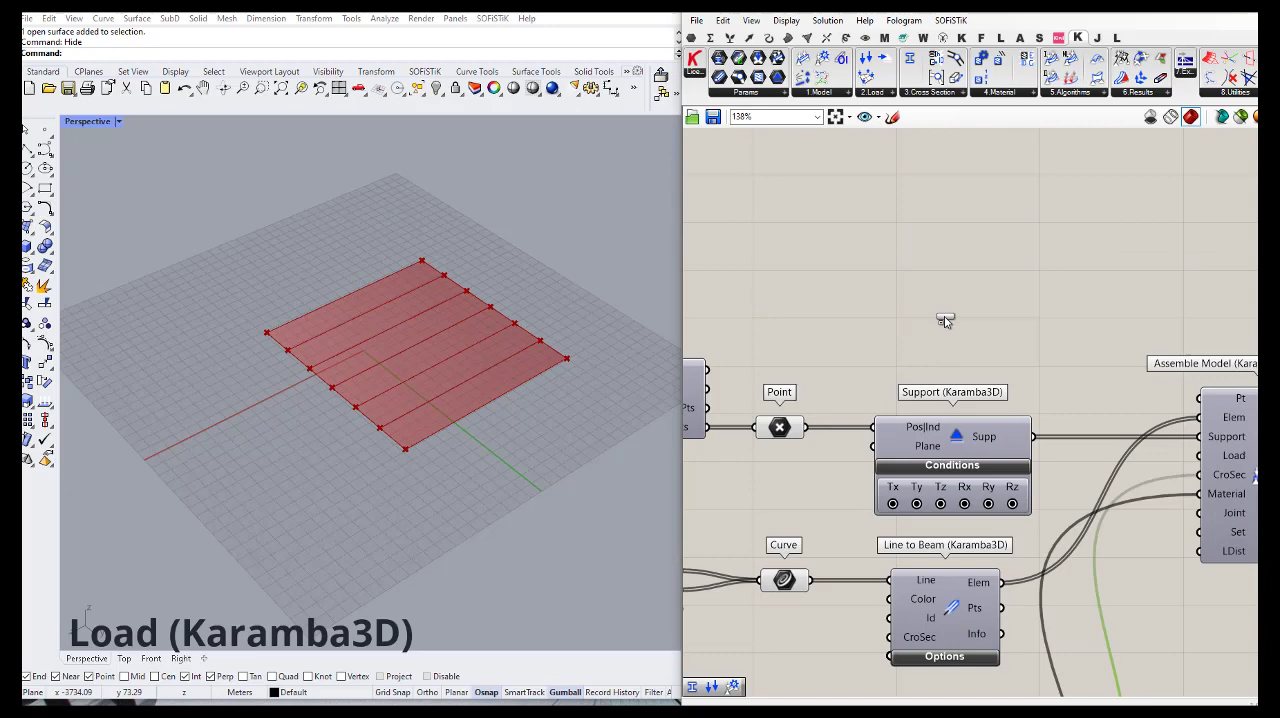 File Edit View Curve Surface SubD Solid Mesh Dimension Transform Tools Analyze Render Panels SOFiSTiK Help
1 open surface added to selection.
Command: Hide
Command:
Standard CPlanes Set View Display Select Viewport Layout Visibility Transform SOFiSTiK Curve Tools Surface Tools Solid Tools
Perspective
z
Load (Karamba3D)
Perspective Top Front Right
End Near Point Mid Cen Int Perp Tan Quad Knot Vertex Project Disable
Plane x -3734.09 y 73.29 z Meters Default Grid Snap Ortho Planar Osnap SmartTrack Gumball Record History Filter
File Edit View Display Solution Help Fologram SOFiSTiK
M W K F L A S K J L
Params 1.Model 2.Load 3.Cross Section 4.Material 5.Algorithms 6.Results 7.Ex.. 8.Utilities
138%
Assemble Model (Kara
Point
Support (Karamba3D)
Pts
Pos|Ind
Plane
Supp
Conditions
Tx Ty Tz Rx Ry Rz
Pt
Elem
Support
Load
CroSec
Material
Joint
Set
LDist
Curve
Line to Beam (Karamba3D)
Line
Color
Id
CroSec
Elem
Pts
Info
Options